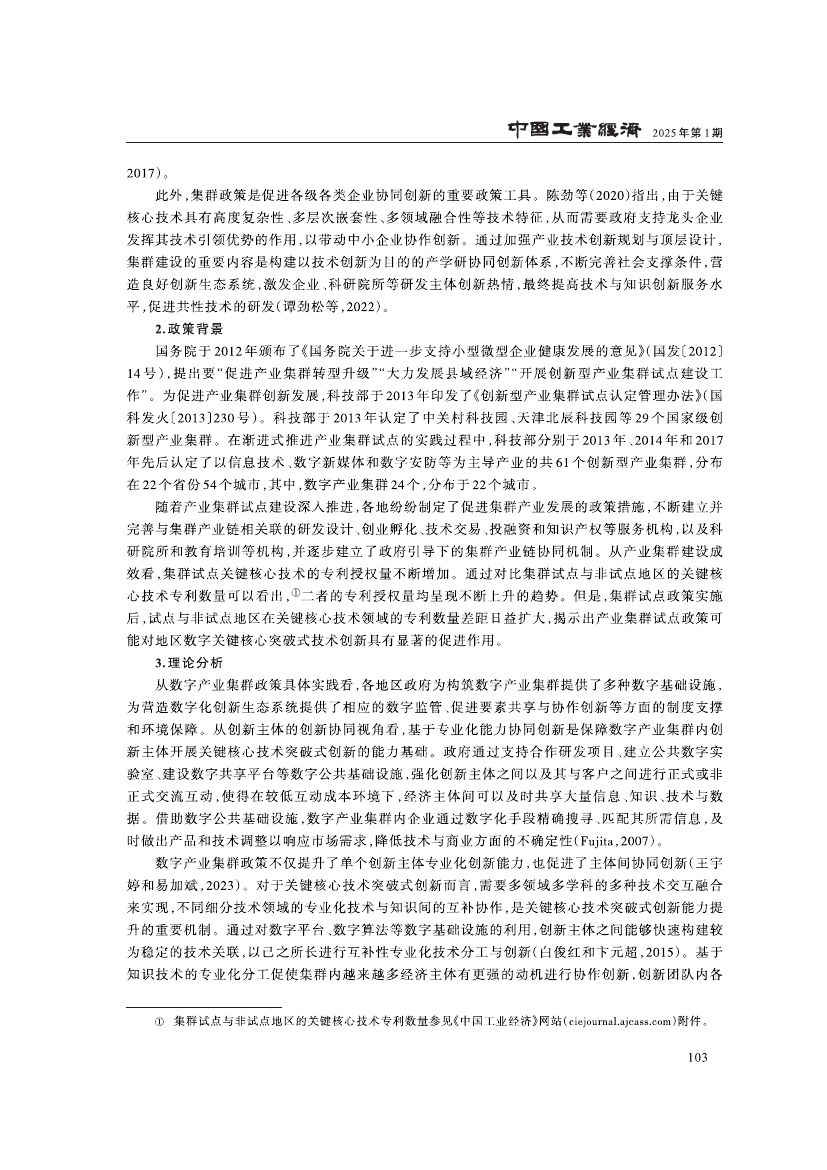 中国工業經濟 2025年第1期
2017)。
此外,集群政策是促进各级各类企业协同创新的重要政策工具。陈劲等(2020)指出,由于关键
核心技术具有高度复杂性、多层次嵌套性、多领域融合性等技术特征,从而需要政府支持龙头企业
发挥其技术引领优势的作用,以带动中小企业协作创新。通过加强产业技术创新规划与顶层设计,
集群建设的重要内容是构建以技术创新为目的的产学研协同创新体系,不断完善社会支撑条件,营
造良好创新生态系统,激发企业、科研院所等研发主体创新热情,最终提高技术与知识创新服务水
平,促进共性技术的研发(谭劲松等,2022)。
2.政策背景
国务院于2012年颁布了《国务院关于进一步支持小型微型企业健康发展的意见》(国发〔2012〕
14号),提出要“促进产业集群转型升级”“大力发展县域经济”“开展创新型产业集群试点建设工
作”。为促进产业集群创新发展,科技部于2013年印发了《创新型产业集群试点认定管理办法》(国
科发火〔2013〕230号)。科技部于2013年认定了中关村科技园、天津北辰科技园等29个国家级创
新型产业集群。在渐进式推进产业集群试点的实践过程中,科技部分别于2013年、2014年和2017
年先后认定了以信息技术、数字新媒体和数字安防等为主导产业的共61个创新型产业集群,分布
在22个省份54个城市,其中,数字产业集群24个,分布于22个城市。
随着产业集群试点建设深入推进,各地纷纷制定了促进集群产业发展的政策措施,不断建立并
完善与集群产业链相关联的研发设计、创业孵化、技术交易、投融资和知识产权等服务机构,以及科
研院所和教育培训等机构,并逐步建立了政府引导下的集群产业链协同机制。从产业集群建设成
效看,集群试点关键核心技术的专利授权量不断增加。通过对比集群试点与非试点地区的关键核
心技术专利数量可以看出,①二者的专利授权量均呈现不断上升的趋势。但是,集群试点政策实施
后,试点与非试点地区在关键核心技术领域的专利数量差距日益扩大,揭示出产业集群试点政策可
能对地区数字关键核心突破式技术创新具有显著的促进作用。
3.理论分析
从数字产业集群政策具体实践看,各地区政府为构筑数字产业集群提供了多种数字基础设施,
为营造数字化创新生态系统提供了相应的数字监管、促进要素共享与协作创新等方面的制度支撑
和环境保障。从创新主体的创新协同视角看,基于专业化能力协同创新是保障数字产业集群内创
新主体开展关键核心技术突破式创新的能力基础。政府通过支持合作研发项目、建立公共数字实
验室、建设数字共享平台等数字公共基础设施,强化创新主体之间以及其与客户之间进行正式或非
正式交流互动,使得在较低互动成本环境下,经济主体间可以及时共享大量信息、知识、技术与数
据。借助数字公共基础设施,数字产业集群内企业通过数字化手段精确搜寻、匹配其所需信息,及
时做出产品和技术调整以响应市场需求,降低技术与商业方面的不确定性(Fujita,2007)。
数字产业集群政策不仅提升了单个创新主体专业化创新能力,也促进了主体间协同创新(王宇
婷和易加斌,2023)。对于关键核心技术突破式创新而言,需要多领域多学科的多种技术交互融合
来实现,不同细分技术领域的专业化技术与知识间的互补协作,是关键核心技术突破式创新能力提
升的重要机制。通过对数字平台、数字算法等数字基础设施的利用,创新主体之间能够快速构建较
为稳定的技术关联,以己之所长进行互补性专业化技术分工与创新(白俊红和卞元超,2015)。基于
知识技术的专业化分工促使集群内越来越多经济主体有更强的动机进行协作创新,创新团队内各
① 集群试点与非试点地区的关键核心技术专利数量参见《中国工业经济》网站(ciejournal.ajcass.com)附件。
103